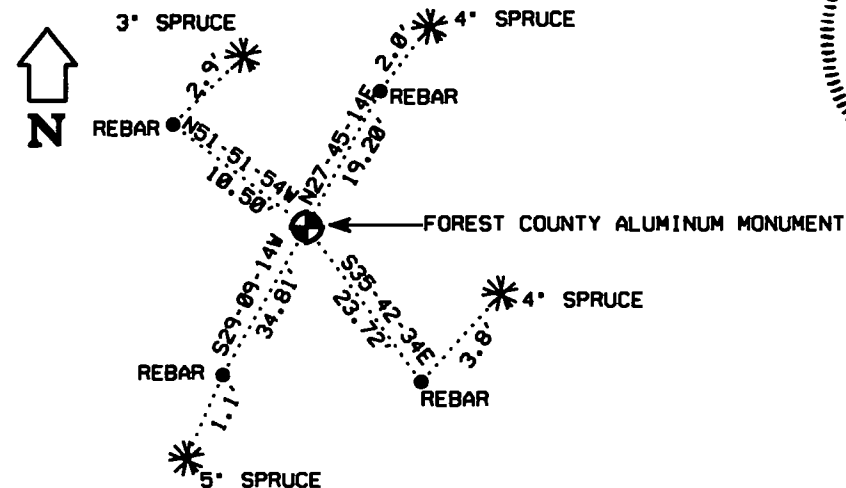 3" SPRUCE
4" SPRUCE
2.9'
2.0'
N
REBAR
REBAR
N51-51-54W
10.50'
N27-45-14E
19.20'
FOREST COUNTY ALUMINUM MONUMENT
S29-09-14W
34.81'
S35-42-34E
23.72'
4" SPRUCE
3.8'
REBAR
REBAR
1.1'
5" SPRUCE